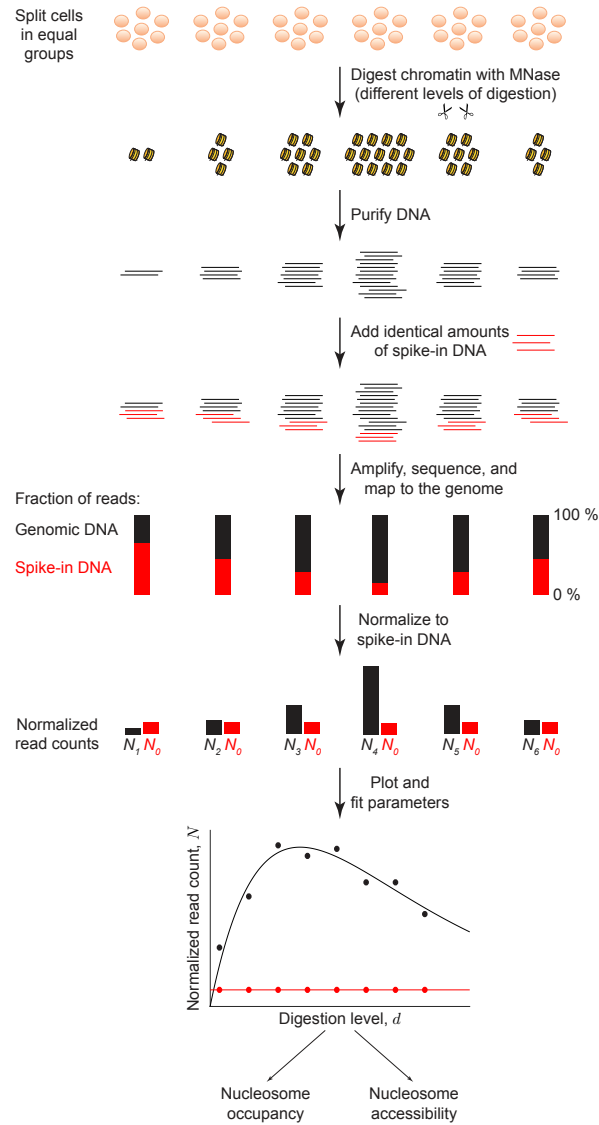 Split cells
in equal
groups
Digest chromatin with MNase
(different levels of digestion)
Purify DNA
Add identical amounts
of spike-in DNA
Amplify, sequence, and
map to the genome
Fraction of reads:
Genomic DNA
Spike-in DNA
100 %
0 %
Normalize to
spike-in DNA
Normalized
read counts
N1 N0 N2 N0 N3 N0 N4 N0 N5 N0 N6 N0
Plot and
fit parameters
Normalized read count, N
Digestion level, d
Nucleosome
occupancy
Nucleosome
accessibility